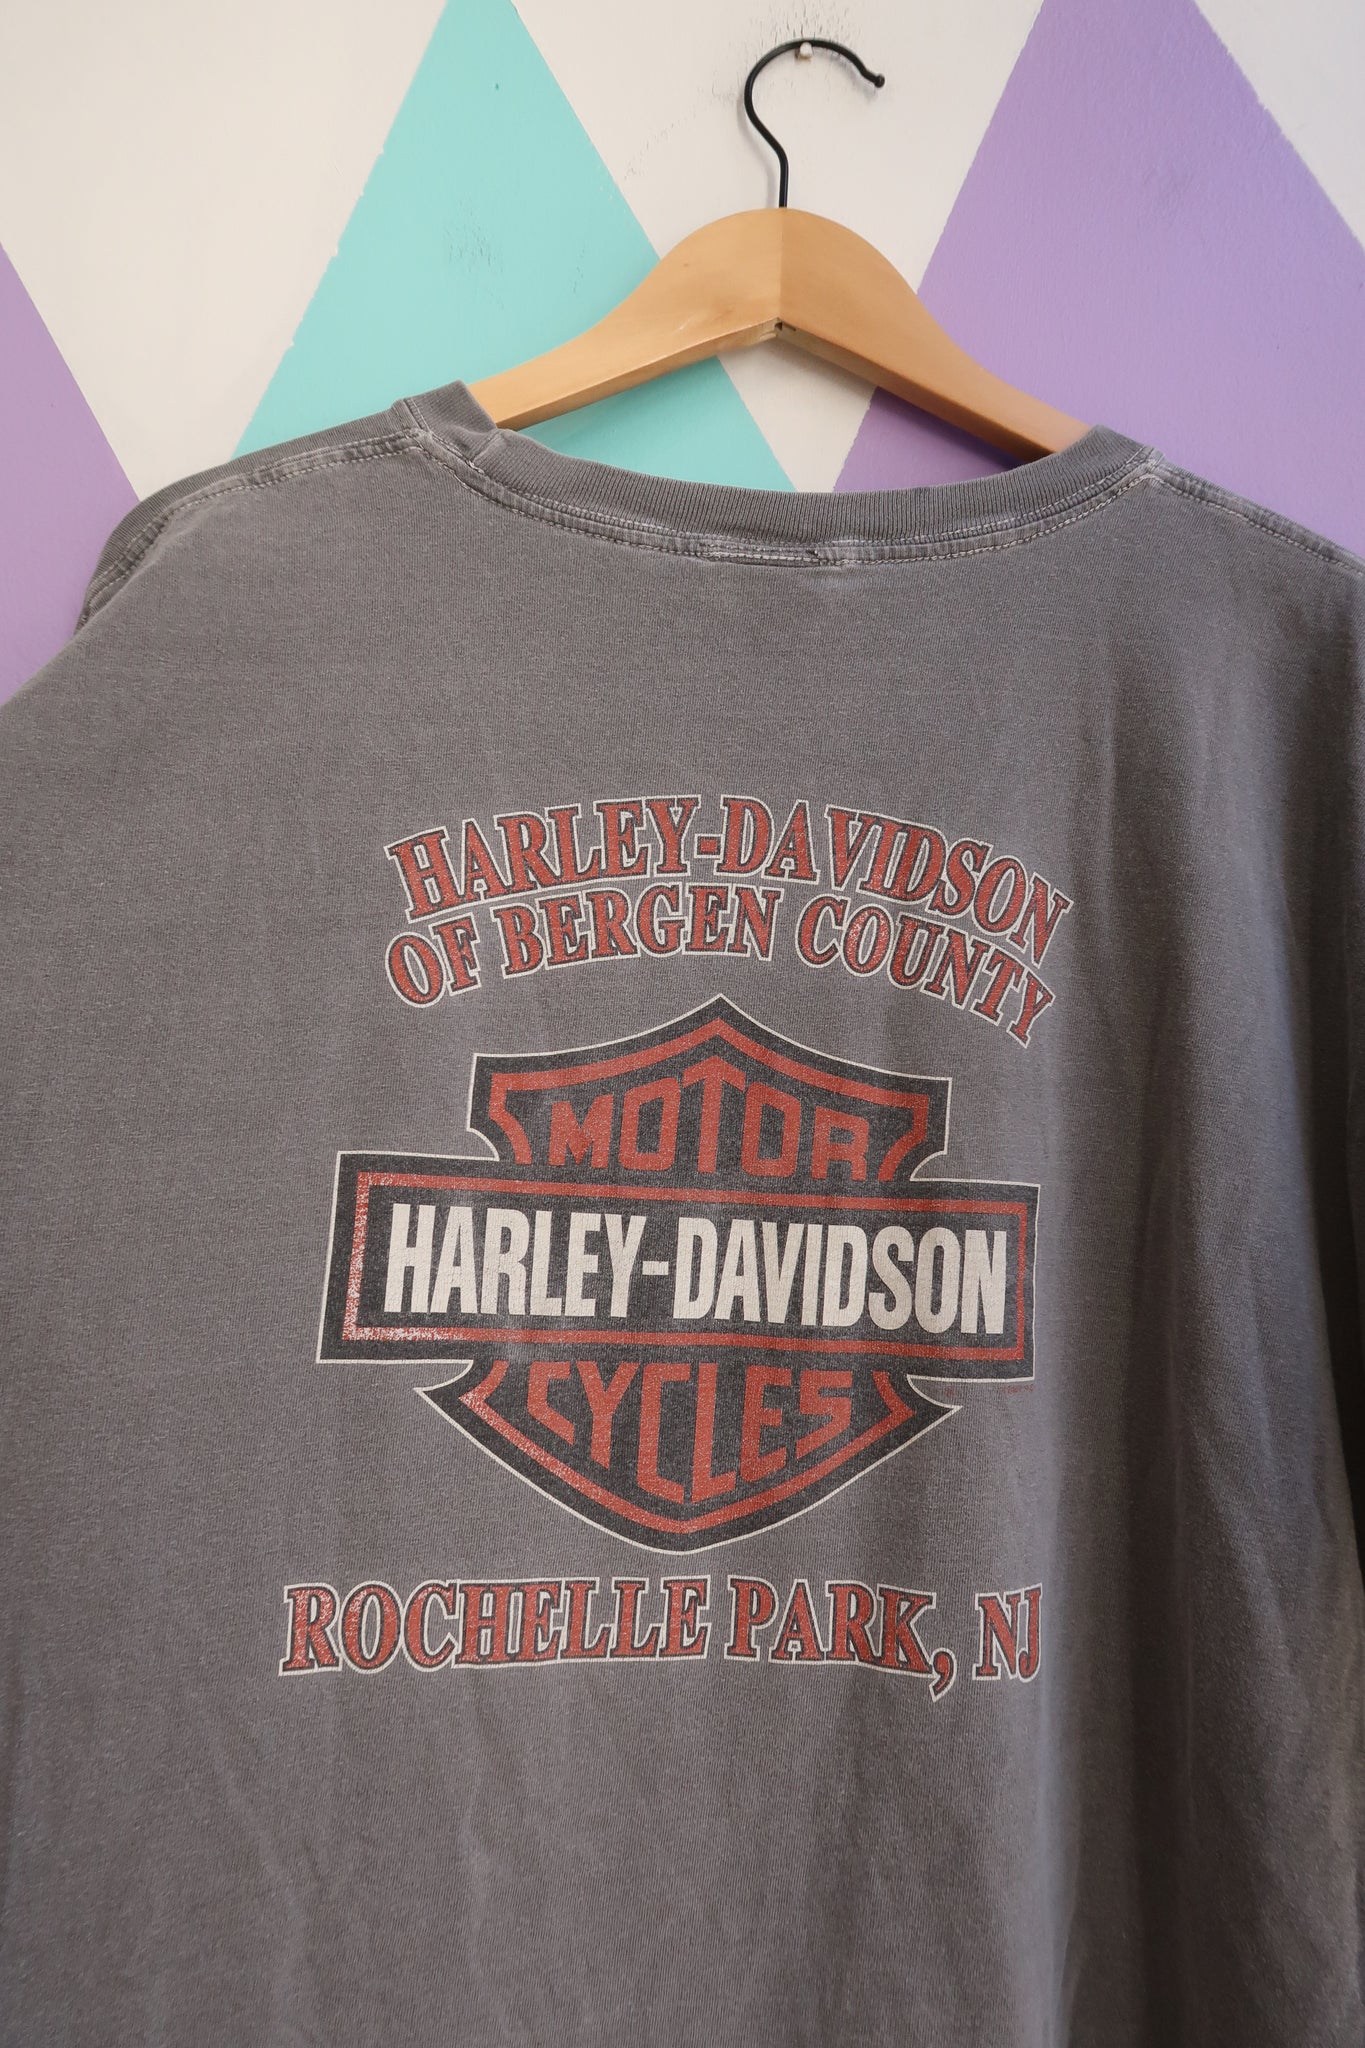 HARLEY-DAVIDSON
OF BERGEN COUNTY
MOTOR
HARLEY-DAVIDSON
CYCLES
ROCHELLE PARK, NJ